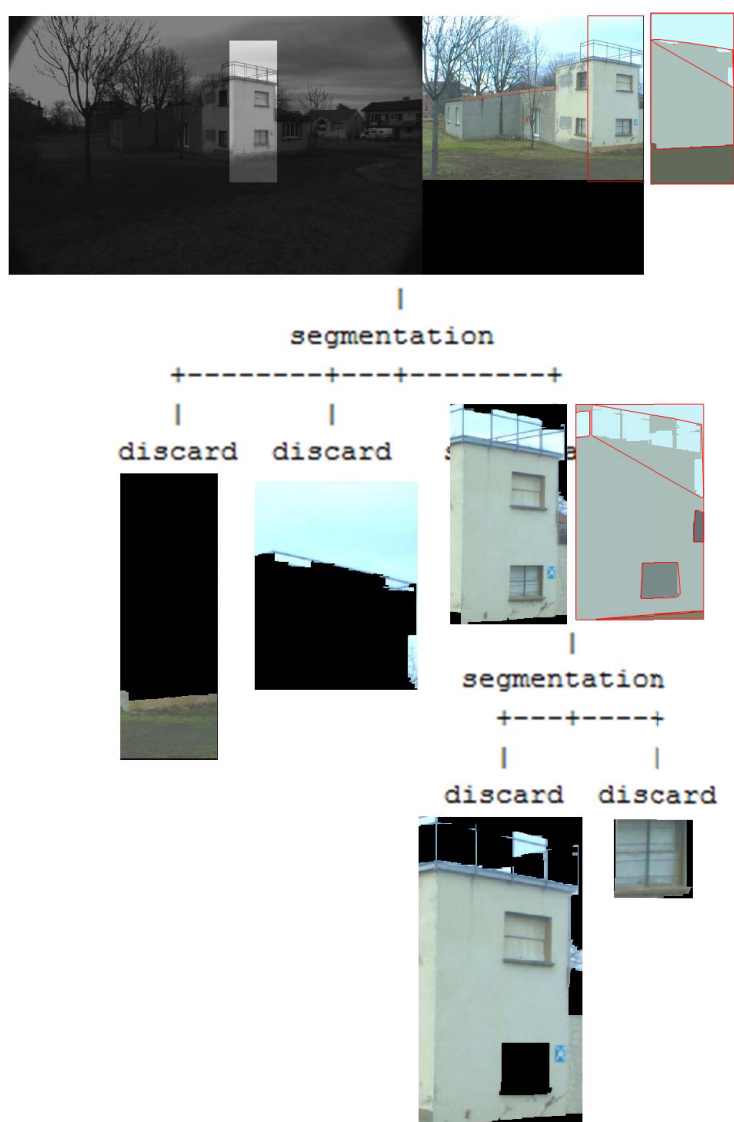 |
segmentation
+--------+---+--------+
| |
discard discard s
|
segmentation
+---+----+
| |
discard discard